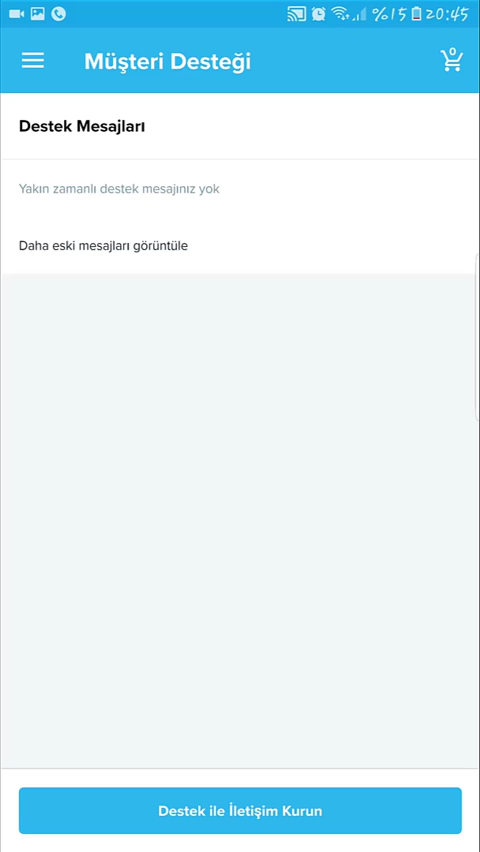 %15 20:45
Müşteri Desteği
0
Destek Mesajları
Yakın zamanlı destek mesajınız yok
Daha eski mesajları görüntüle
Destek ile İletişim Kurun